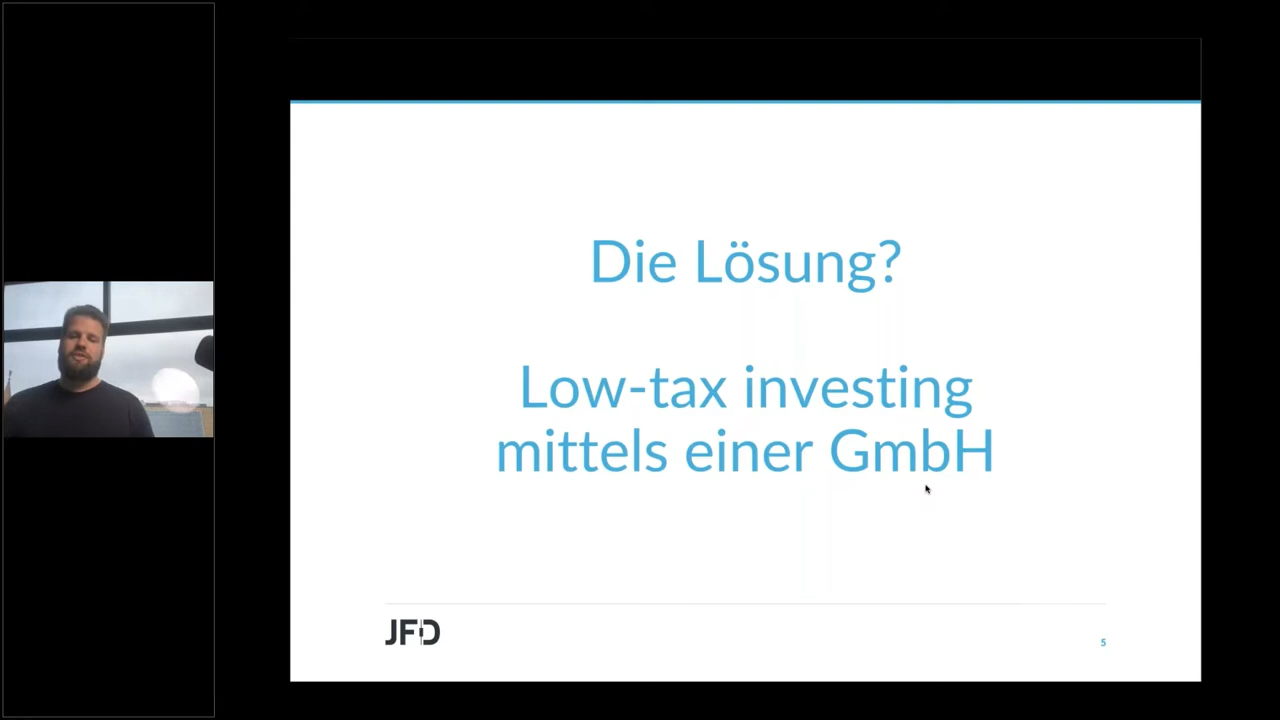 Die Lösung?
Low-tax investing
mittels einer GmbH
JFD
5